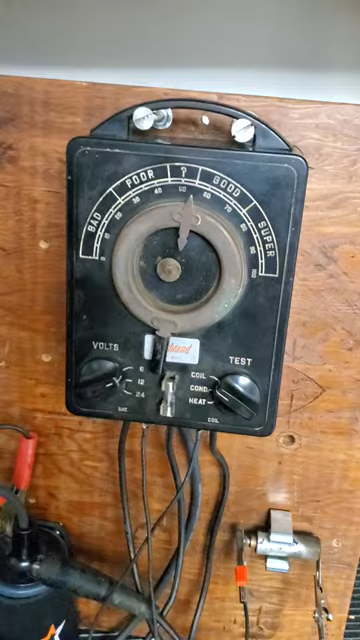 BAD POOR ? GOOD SUPER
0 10 20 30 40 50 60 70 80 90 100
VOLTS
6
12
24
TEST
COIL
COND.
HEAT
BAT. COIL